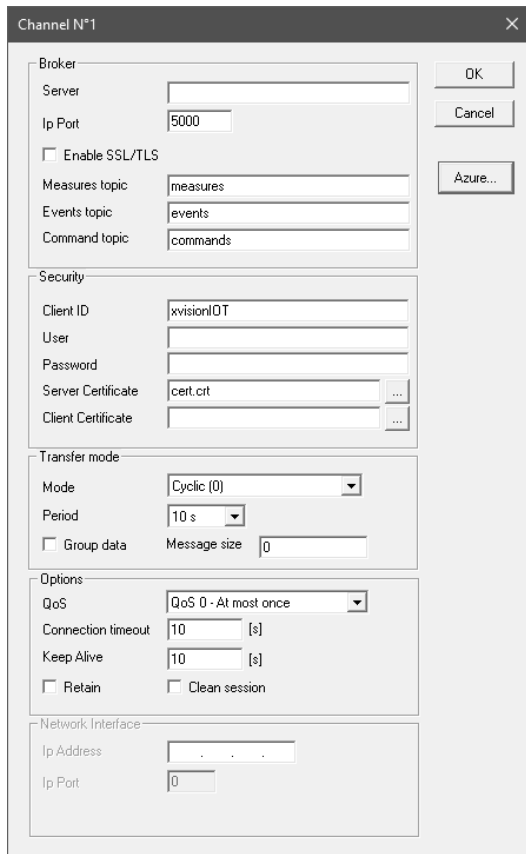 Channel N°1
Broker
Server
OK
Ip Port 5000
Cancel
Enable SSL/TLS
Azure...
Measures topic measures
Events topic events
Command topic commands
Security
Client ID xvisionIOT
User
Password
Server Certificate cert.crt ...
Client Certificate ...
Transfer mode
Mode Cyclic (0)
Period 10 s
Group data Message size 0
Options
QoS QoS 0 - At most once
Connection timeout 10 [s]
Keep Alive 10 [s]
Retain Clean session
Network Interface
Ip Address . . .
Ip Port 0